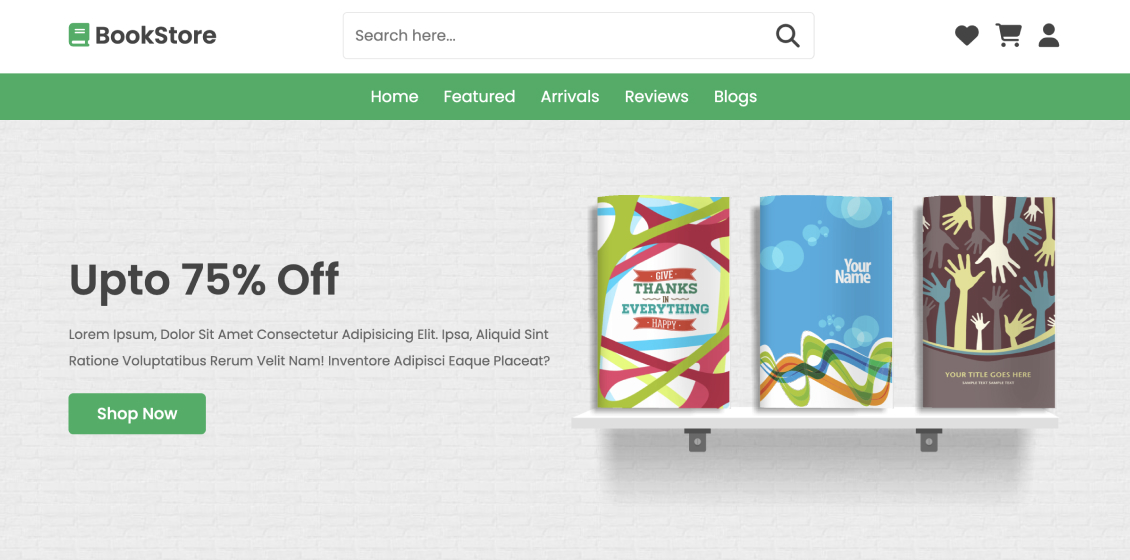 BookStore
Search here...
Home Featured Arrivals Reviews Blogs
Upto 75% Off
Lorem Ipsum, Dolor Sit Amet Consectetur Adipisicing Elit. Ipsa, Aliquid Sint
Ratione Voluptatibus Rerum Velit Nam! Inventore Adipisci Eaque Placeat?
Shop Now
GIVE
THANKS
IN
EVERYTHING
HAPPY
Your
Name
YOUR TITLE GOES HERE
SAMPLE TEXT SAMPLE TEXT